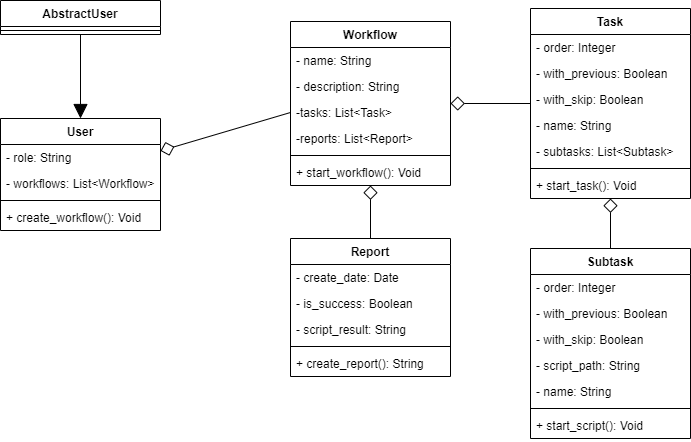 AbstractUser
User
- role: String
- workflows: List<Workflow>
+ create_workflow(): Void
Workflow
- name: String
- description: String
-tasks: List<Task>
-reports: List<Report>
+ start_workflow(): Void
Report
- create_date: Date
- is_success: Boolean
- script_result: String
+ create_report(): String
Task
- order: Integer
- with_previous: Boolean
- with_skip: Boolean
- name: String
- subtasks: List<Subtask>
+ start_task(): Void
Subtask
- order: Integer
- with_previous: Boolean
- with_skip: Boolean
- script_path: String
- name: String
+ start_script(): Void